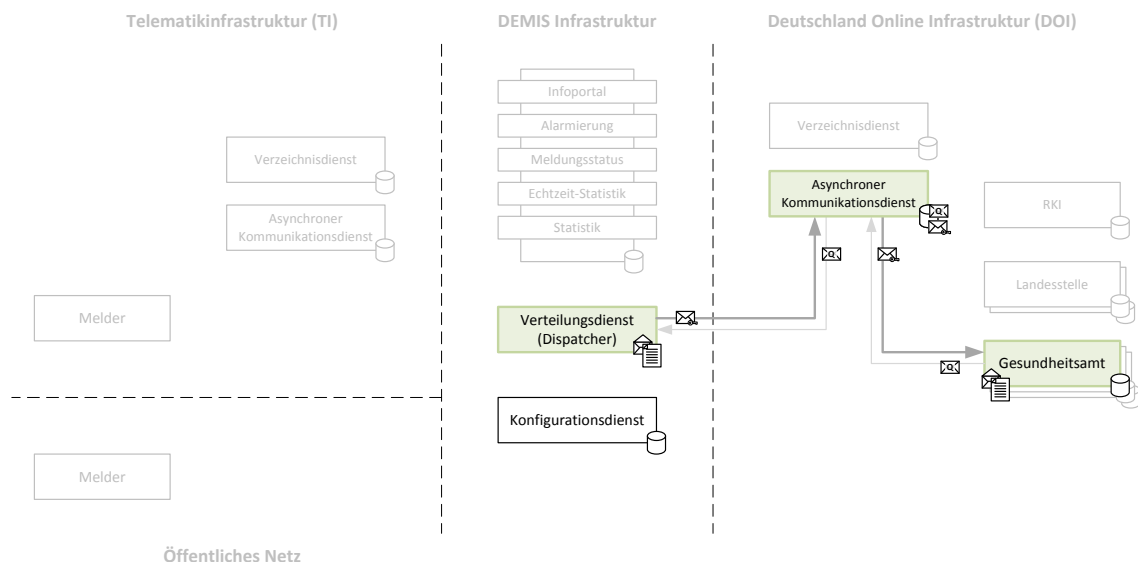 Telematikinfrastruktur (TI)
DEMIS Infrastruktur
Deutschland Online Infrastruktur (DOI)
Infoportal
Alarmierung
Meldungsstatus
Echtzeit-Statistik
Statistik
Verzeichnisdienst
Asynchroner
Kommunikationsdienst
Verzeichnisdienst
Asynchroner
Kommunikationsdienst
Q
RKI
Q
Landesstelle
Melder
Verteilungsdienst
(Dispatcher)
Gesundheitsamt
Q
Konfigurationsdienst
Melder
Öffentliches Netz